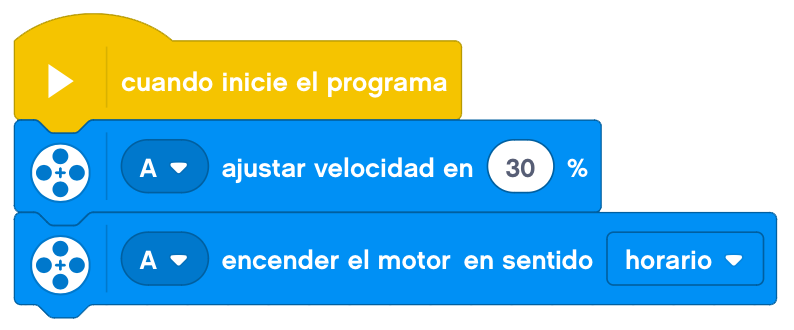 cuando inicie el programa
A ajustar velocidad en 30 %
A encender el motor en sentido horario